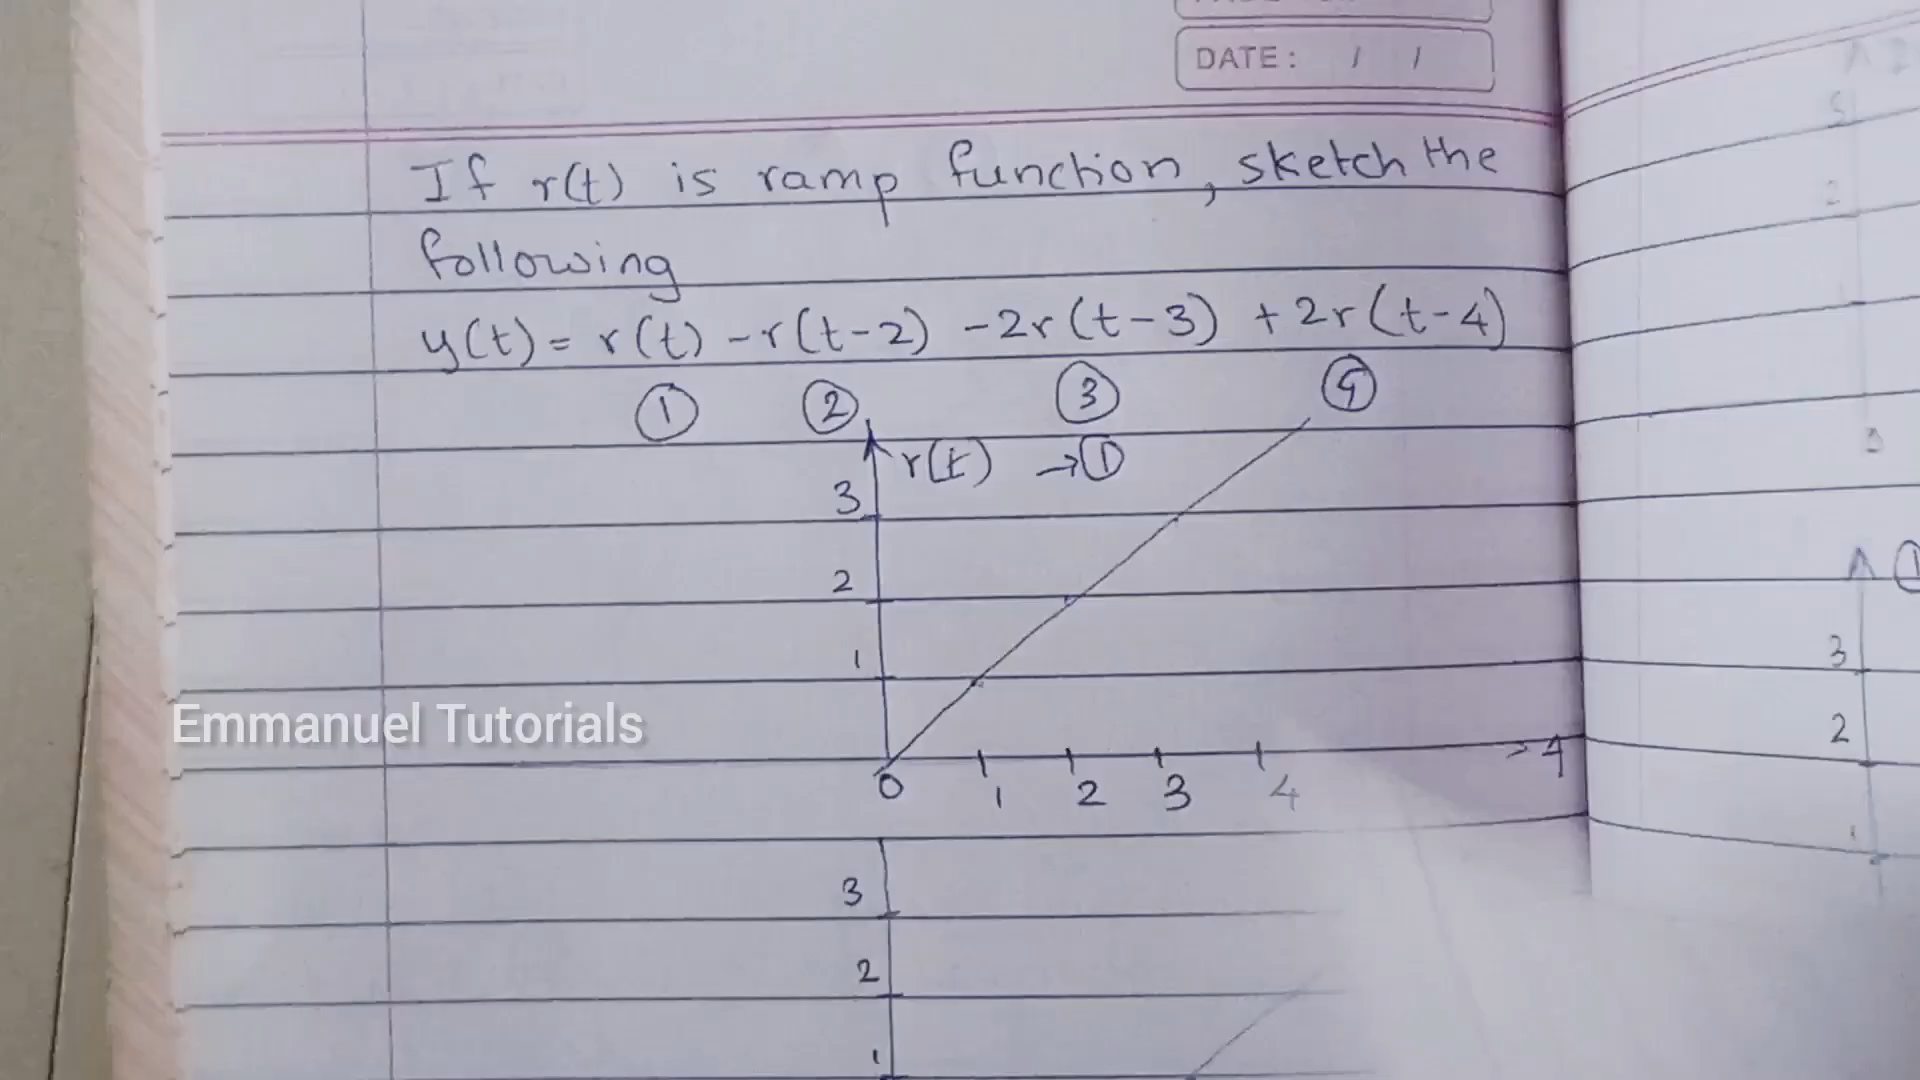 DATE: / /
If r(t) is ramp function, sketch the
following
y(t) = r(t) - r(t-2) - 2r(t-3) + 2r(t-4)
① ② ③ ④
r(t) → ①
3
2
1
0 1 2 3 4
3
2
1
Emmanuel Tutorials
3
2
1